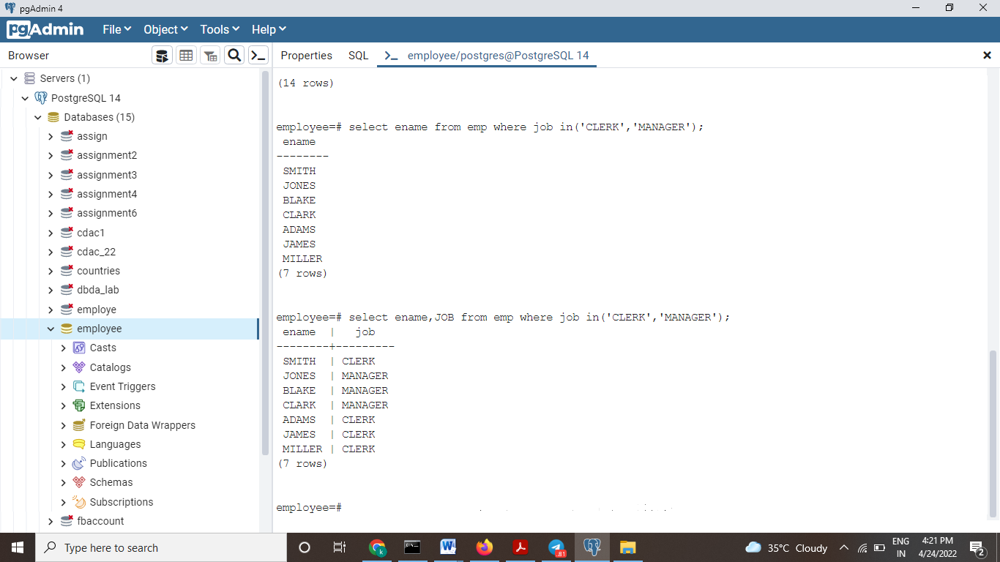 pgAdmin 4
pgAdmin File Object Tools Help
Browser
Properties SQL employee/postgres@PostgreSQL 14
Servers (1)
PostgreSQL 14
Databases (15)
assign
assignment2
assignment3
assignment4
assignment6
cdac1
cdac_22
countries
dbda_lab
employe
employee
Casts
Catalogs
Event Triggers
Extensions
Foreign Data Wrappers
Languages
Publications
Schemas
Subscriptions
fbaccount
(14 rows)
employee=# select ename from emp where job in('CLERK','MANAGER');
ename
--------
SMITH
JONES
BLAKE
CLARK
ADAMS
JAMES
MILLER
(7 rows)
employee=# select ename,JOB from emp where job in('CLERK','MANAGER');
ename | job
--------+---------
SMITH | CLERK
JONES | MANAGER
BLAKE | MANAGER
CLARK | MANAGER
ADAMS | CLERK
JAMES | CLERK
MILLER | CLERK
(7 rows)
employee=#
Type here to search
k
W
.81
35°C Cloudy
ENG
IN
4:21 PM
4/24/2022
2